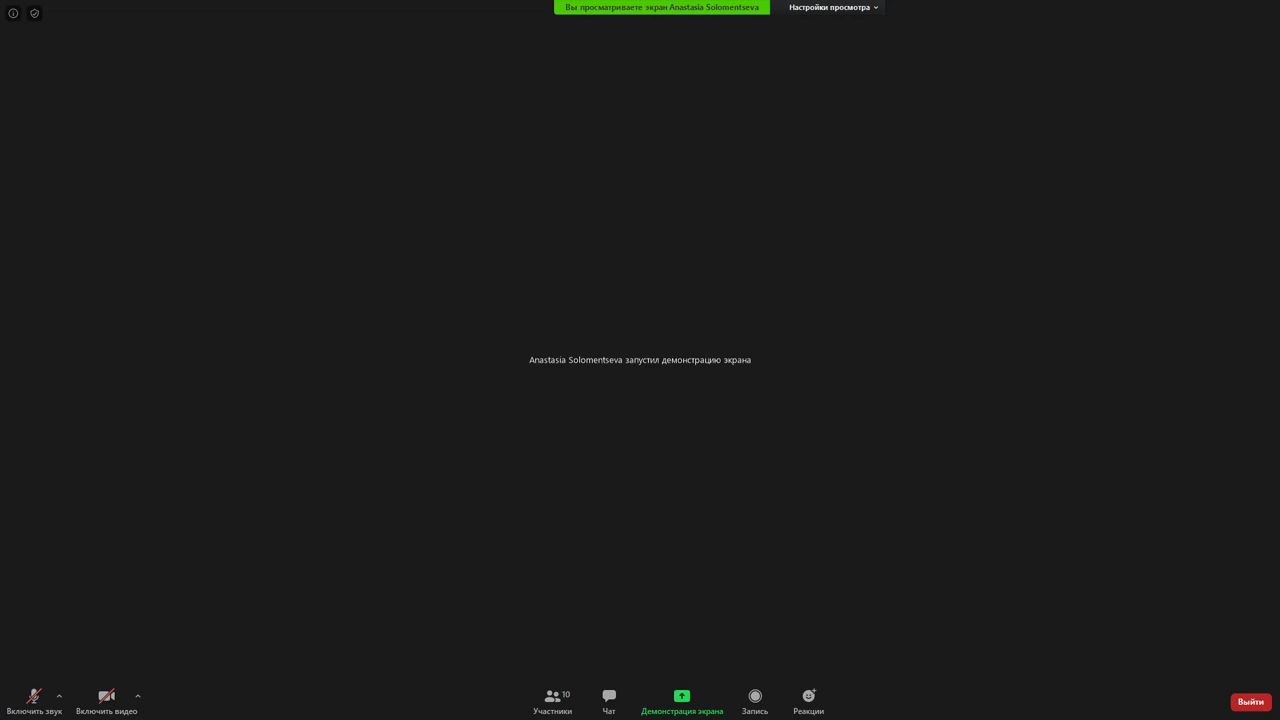 Вы просматриваете экран Anastasia Solomentseva
Настройки просмотра
Anastasia Solomentseva запустил демонстрацию экрана
Включить звук
Включить видео
10
Участники
Чат
Демонстрация экрана
Запись
Реакции
Выйти